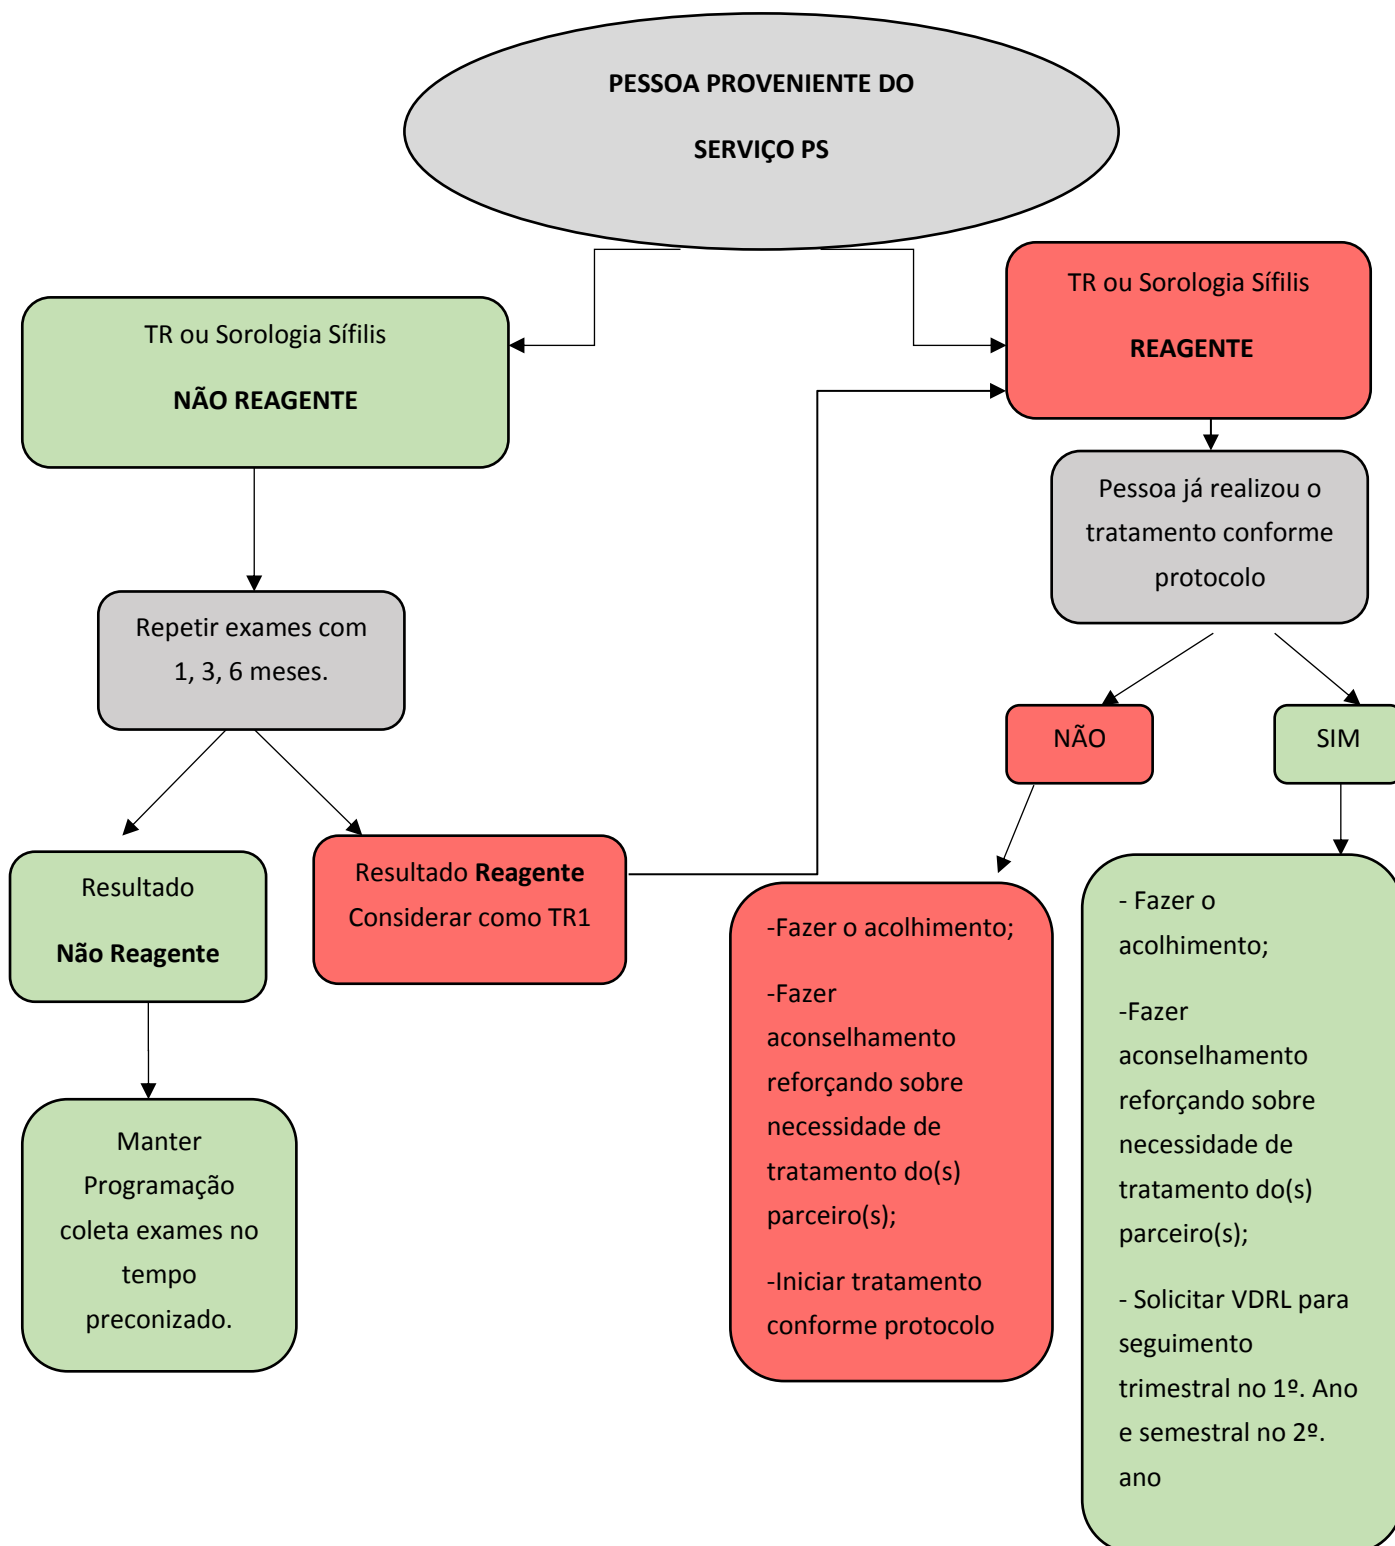 PESSOA PROVENIENTE DO
SERVIÇO PS
TR ou Sorologia Sífilis
NÃO REAGENTE
TR ou Sorologia Sífilis
REAGENTE
Pessoa já realizou o
tratamento conforme
protocolo
Repetir exames com
1, 3, 6 meses.
NÃO
SIM
Resultado
Não Reagente
Resultado Reagente
Considerar como TR1
-Fazer o acolhimento;
-Fazer
aconselhamento
reforçando sobre
necessidade de
tratamento do(s)
parceiro(s);
-Iniciar tratamento
conforme protocolo
- Fazer o
acolhimento;
-Fazer
aconselhamento
reforçando sobre
necessidade de
tratamento do(s)
parceiro(s);
- Solicitar VDRL para
seguimento
trimestral no 1º. Ano
e semestral no 2º.
ano
Manter
Programação
coleta exames no
tempo
preconizado.